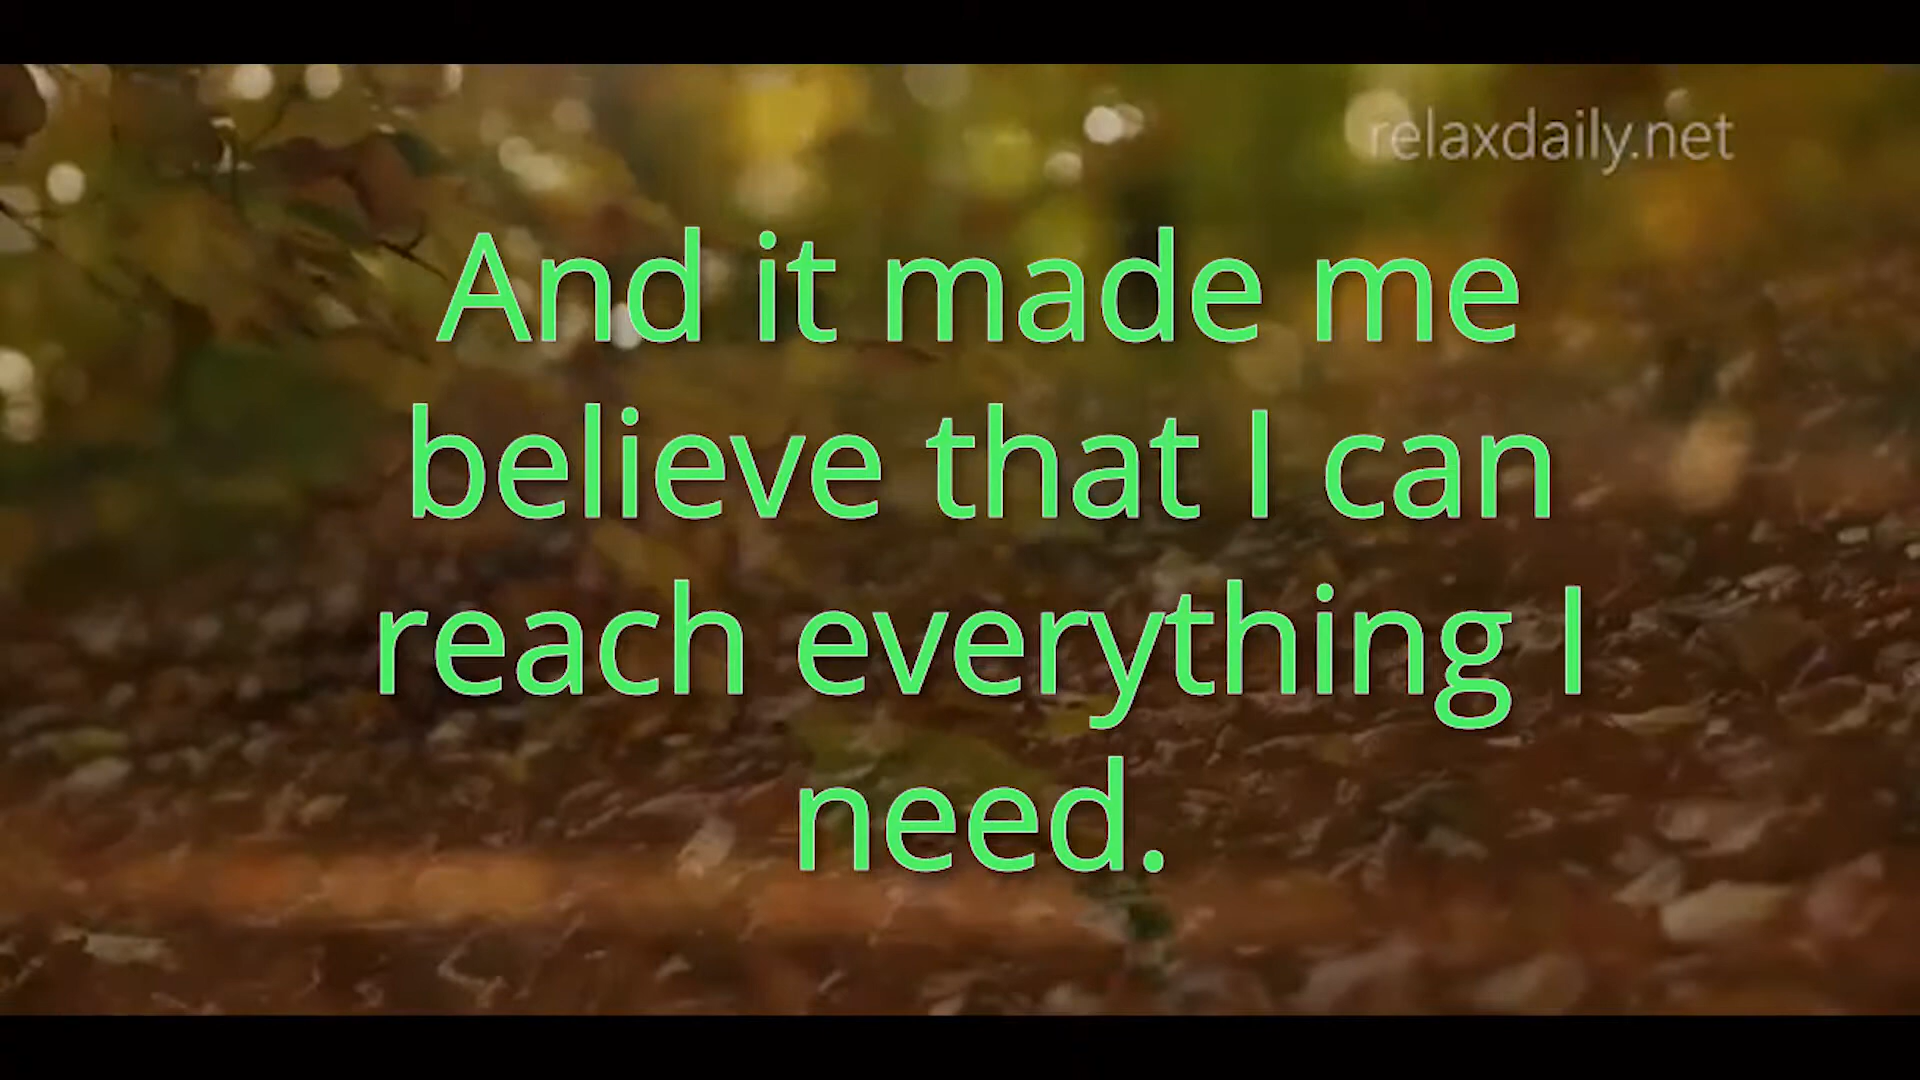 relaxdaily.net
And it made me
believe that I can
reach everything I
need.